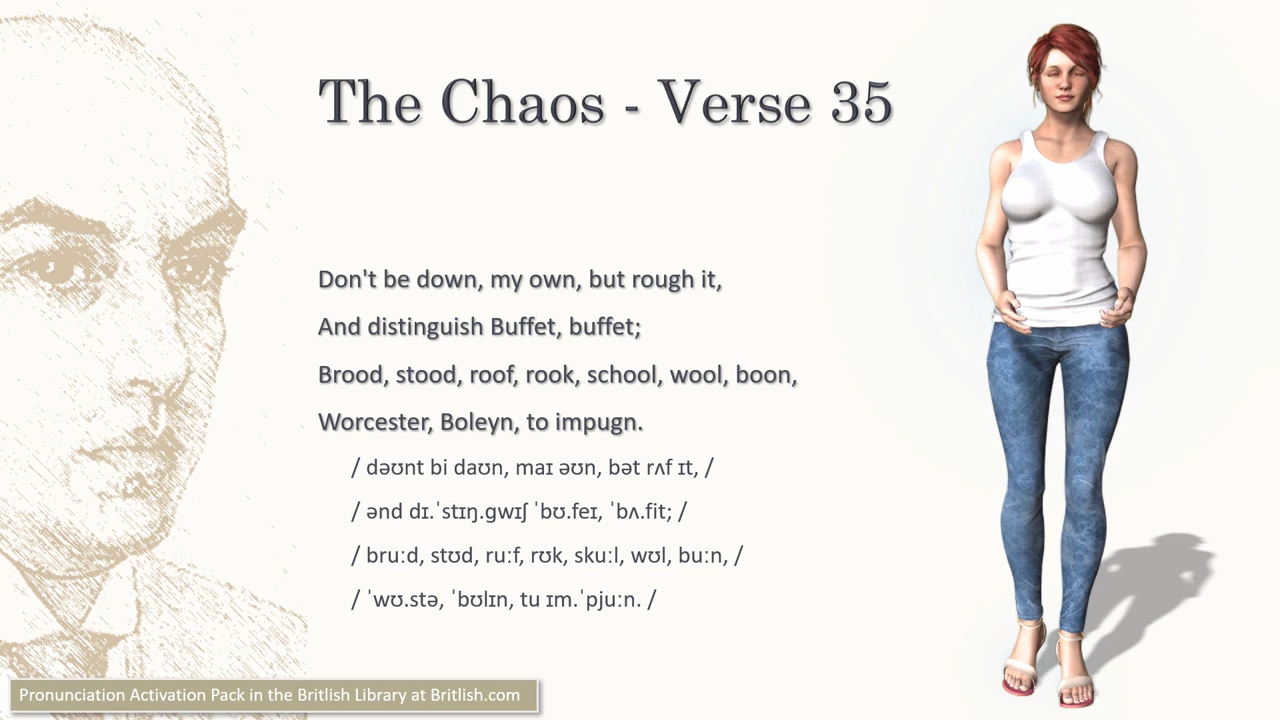 The Chaos - Verse 35
Don't be down, my own, but rough it,
And distinguish Buffet, buffet;
Brood, stood, roof, rook, school, wool, boon,
Worcester, Boleyn, to impugn.
/ dəʊnt bi daʊn, maɪ əʊn, bət rʌf ɪt, /
/ ənd dɪ.ˈstɪŋ.ɡwɪʃ ˈbʊ.feɪ, ˈbʌ.fit; /
/ bruːd, stʊd, ruːf, rʊk, skuːl, wʊl, buːn, /
/ ˈwʊ.stə, ˈbʊlɪn, tu ɪm.ˈpjuːn. /
Pronunciation Activation Pack in the Britlish Library at Britlish.com